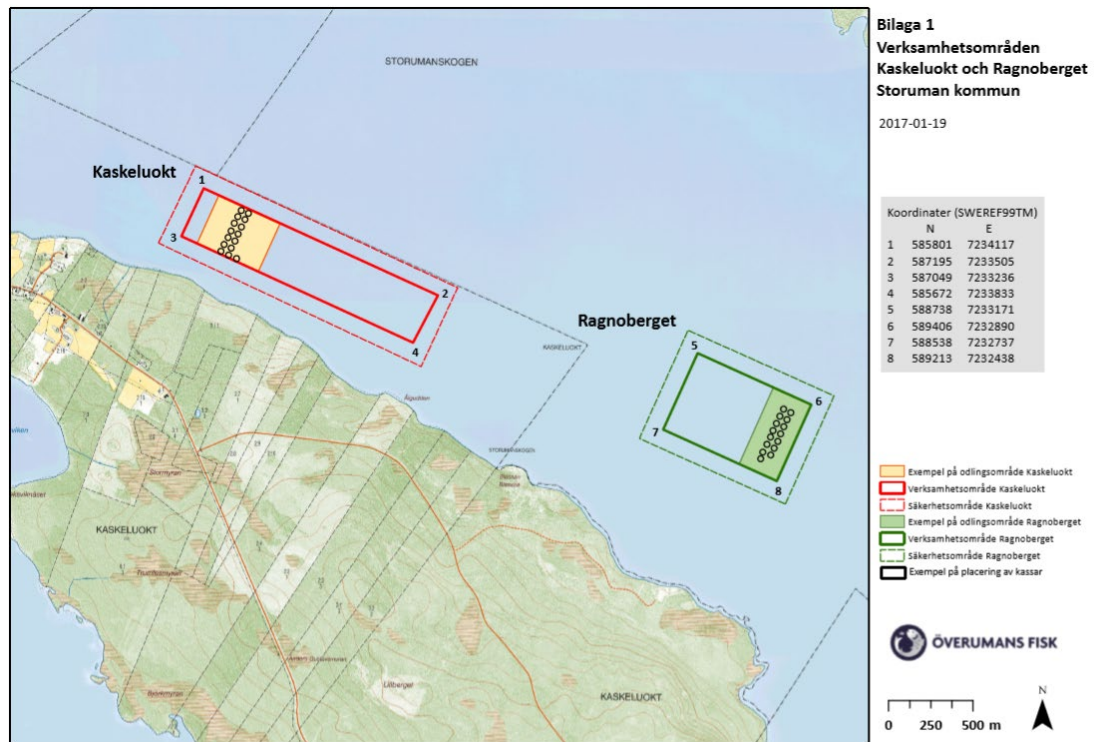 Bilaga 1
Verksamhetsområden
Kaskeluokt och Ragnoberget
Storuman kommun
2017-01-19
STORUMANSKOGEN
Kaskeluokt
1
2
3
4
Ragnoberget
5
6
7
8
KASKELUOKT
STORUMANSKOGEN
KASKELUOKT
Lillberget
KASKELUOKT
Koordinater (SWEREF99TM)
N E
1 585801 7234117
2 587195 7233505
3 587049 7233236
4 585672 7233833
5 588738 7233171
6 589406 7232890
7 588538 7232737
8 589213 7232438
Exempel på odlingsområde Kaskeluokt
Verksamhetsområde Kaskeluokt
Säkerhetsområde Kaskeluokt
Exempel på odlingsområde Ragnoberget
Verksamhetsområde Ragnoberget
Säkerhetsområde Ragnoberget
Exempel på placering av kassar
ÖVERUMANS FISK
N
0 250 500 m